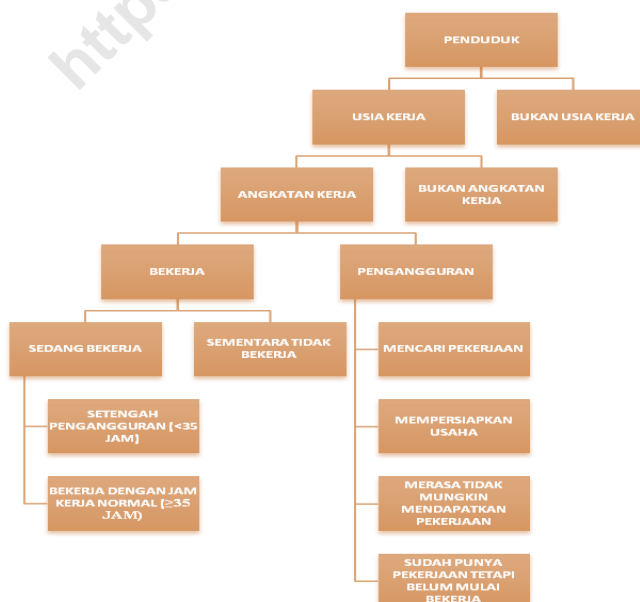 http
PENDUDUK
USIA KERJA
BUKAN USIA KERJA
ANGKATAN KERJA
BUKAN ANGKATAN
KERJA
BEKERJA
PENGANGGURAN
SEDANG BEKERJA
SEMENTARA TIDAK
BEKERJA
MENCARI PEKERJAAN
SETENGAH
PENGANGGURAN [<35
JAM]
MEMPERSIAPKAN
USAHA
BEKERJA DENGAN JAM
KERJA NORMAL (≥35
JAM)
MERASA TIDAK
MUNGKIN
MENDAPATKAN
PEKERJAAN
SUDAH PUNYA
PEKERJAAN TETAPI
BELUM MULAI
BEKERJA